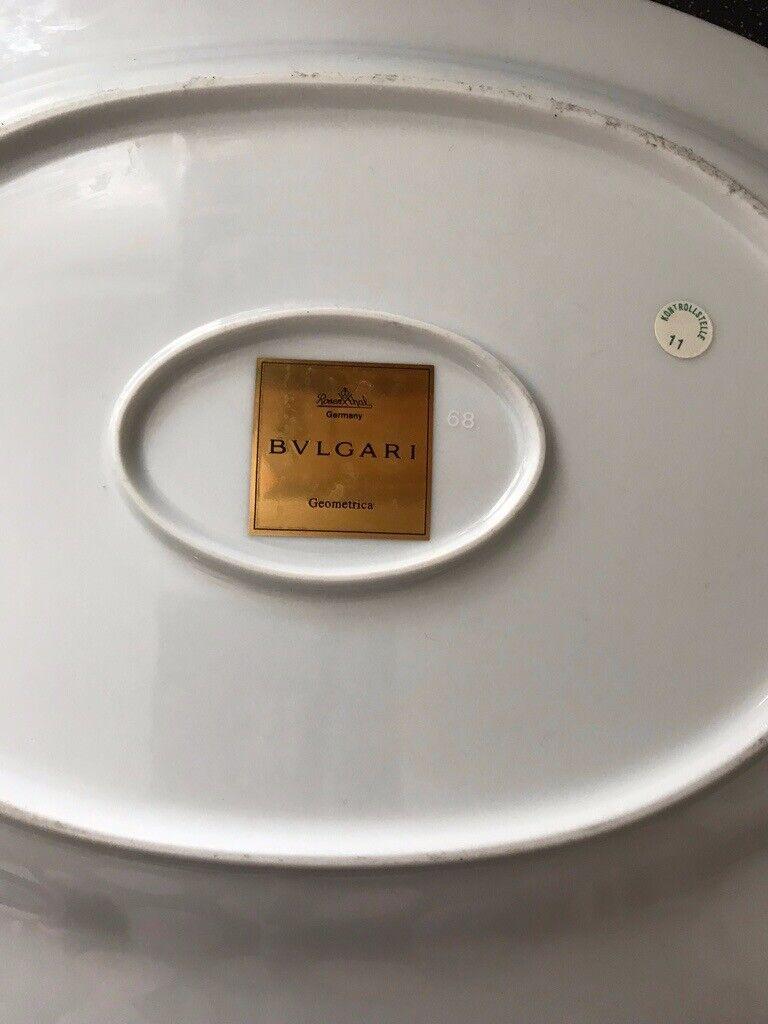 Rosenthal
Germany
BVLGARI
Geometrica
68
KONTROLLSTELLE
11